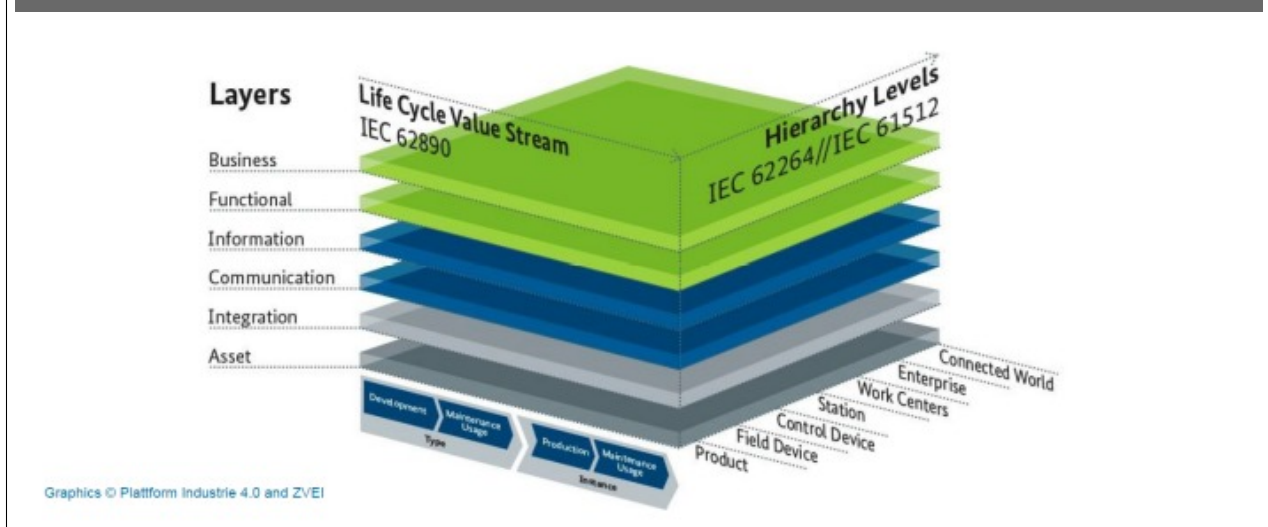 Layers
Life Cycle Value Stream
IEC 62890
Hierarchy Levels
IEC 62264//IEC 61512
Business
Functional
Information
Communication
Integration
Asset
Development
Maintenance
Usage
Type
Production
Maintenance
Usage
Instance
Connected World
Enterprise
Work Centers
Station
Control Device
Field Device
Product
Graphics © Plattform Industrie 4.0 and ZVEI